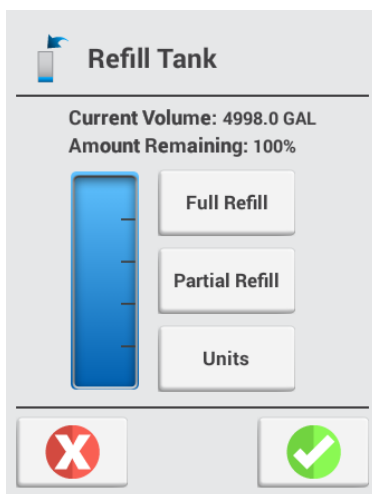 Refill Tank
Current Volume: 4998.0 GAL
Amount Remaining: 100%
Full Refill
Partial Refill
Units